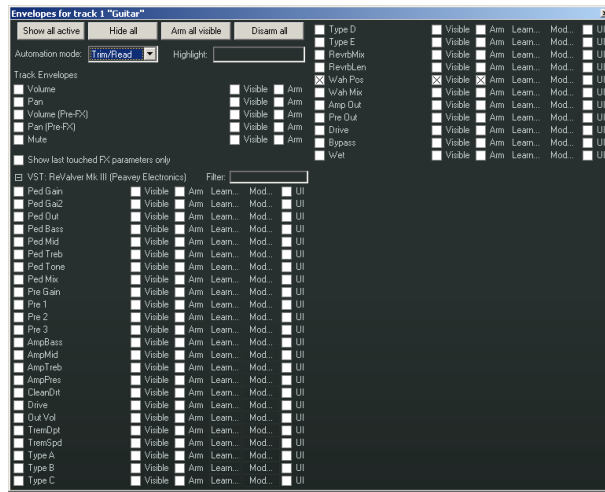 Envelopes for track 1 "Guitar"
Show all active Hide all Arm all visible Disarm all
Automation mode: Trim/Read Highlight:
Track Envelopes
Volume Visible Arm
Pan Visible Arm
Volume (Pre-FX) Visible Arm
Pan (Pre-FX) Visible Arm
Mute Visible Arm
Show last touched FX parameters only
VST: ReValver Mk III (Peavey Electronics) Filter:
Ped Gain Visible Arm Learn... Mod... UI
Ped Gai2 Visible Arm Learn... Mod... UI
Ped Out Visible Arm Learn... Mod... UI
Ped Bass Visible Arm Learn... Mod... UI
Ped Mid Visible Arm Learn... Mod... UI
Ped Treb Visible Arm Learn... Mod... UI
Ped Tone Visible Arm Learn... Mod... UI
Ped Mix Visible Arm Learn... Mod... UI
Pre Gain Visible Arm Learn... Mod... UI
Pre 1 Visible Arm Learn... Mod... UI
Pre 2 Visible Arm Learn... Mod... UI
Pre 3 Visible Arm Learn... Mod... UI
AmpBass Visible Arm Learn... Mod... UI
AmpMid Visible Arm Learn... Mod... UI
AmpTreb Visible Arm Learn... Mod... UI
AmpPres Visible Arm Learn... Mod... UI
CleanDrt Visible Arm Learn... Mod... UI
Drive Visible Arm Learn... Mod... UI
Out Vol Visible Arm Learn... Mod... UI
TremDpt Visible Arm Learn... Mod... UI
TremSpd Visible Arm Learn... Mod... UI
Type A Visible Arm Learn... Mod... UI
Type B Visible Arm Learn... Mod... UI
Type C Visible Arm Learn... Mod... UI
Type D Visible Arm Learn... Mod... UI
Type E Visible Arm Learn... Mod... UI
RevrbMix Visible Arm Learn... Mod... UI
RevrbLen Visible Arm Learn... Mod... UI
Wah Pos Visible Arm Learn... Mod... UI
Wah Mix Visible Arm Learn... Mod... UI
Amp Out Visible Arm Learn... Mod... UI
Pre Out Visible Arm Learn... Mod... UI
Drive Visible Arm Learn... Mod... UI
Bypass Visible Arm Learn... Mod... UI
Wet Visible Arm Learn... Mod... UI